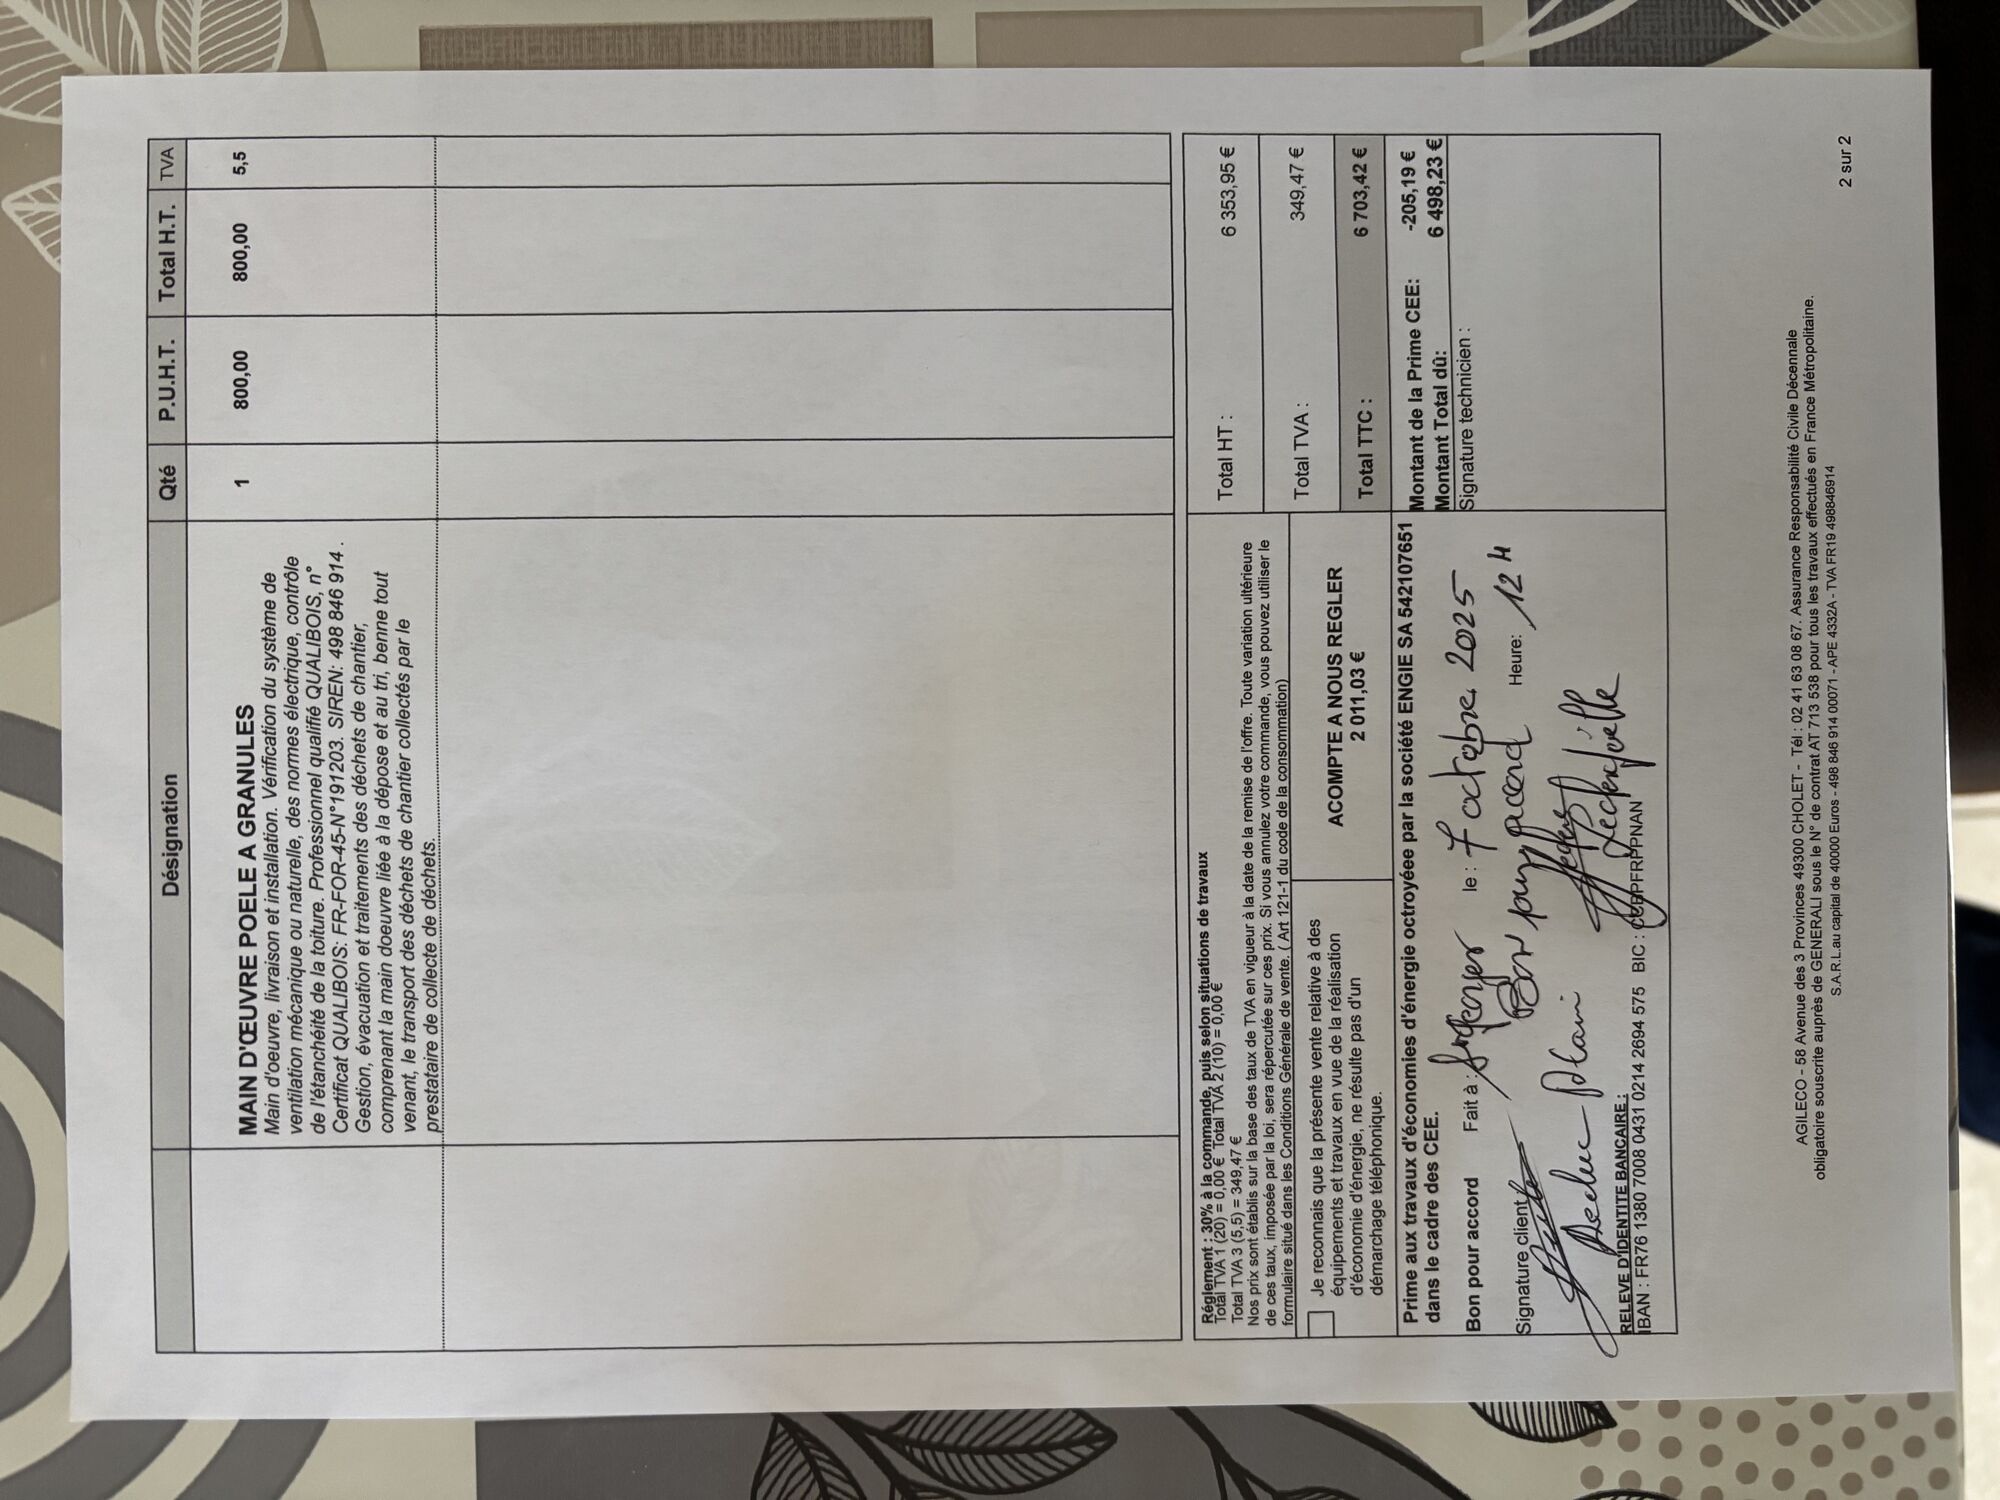 Désignation Qté P.U.H.T. Total H.T. TVA
MAIN D'ŒUVRE POELE A GRANULES 1 800,00 800,00 5,5
Main d'oeuvre, livraison et installation. Vérification du système de
ventilation mécanique ou naturelle, des normes électrique, contrôle
de l'étanchéité de la toiture. Professionnel qualifié QUALIBOIS, n°
Certificat QUALIBOIS: FR-FOR-45-N°191203. SIREN: 498 846 914 .
Gestion, évacuation et traitements des déchets de chantier,
comprenant la main doeuvre liée à la dépose et au tri, benne tout
venant, le transport des déchets de chantier collectés par le
prestataire de collecte de déchets.
Réglement : 30% à la commande, puis selon situations de travaux
Total TVA 1 (20) = 0,00 € Total TVA 2 (10) = 0,00 €
Total TVA 3 (5,5) = 349,47 €
Nos prix sont établis sur la base des taux de TVA en vigueur à la date de la remise de l'offre. Toute variation ultérieure
de ces taux, imposée par la loi, sera répercutée sur ces prix. Si vous annulez votre commande, vous pouvez utiliser le
formulaire situé dans les Conditions Générale de vente. ( Art 121-1 du code de la consommation)
Total HT : 6 353,95 €
Total TVA : 349,47 €
Total TTC : 6 703,42 €
Je reconnais que la présente vente relative à des
équipements et travaux en vue de la réalisation
d'économie d'énergie, ne résulte pas d'un
démarchage téléphonique.
ACOMPTE A NOUS REGLER
2 011,03 €
Prime aux travaux d'économies d'énergie octroyée par la société ENGIE SA 542107651
dans le cadre des CEE.
Montant de la Prime CEE: -205,19 €
Montant Total dû: 6 498,23 €
Signature technicien :
Bon pour accord Fait à : le : 7 octobre 2025
Bon pour accord Heure: 12 H
Signature client
RELEVE D'IDENTITE BANCAIRE :
IBAN : FR76 1380 7008 0431 0214 2694 575 BIC : CCBPFRPPNAN
AGILECO - 58 Avenue des 3 Provinces 49300 CHOLET - Tél : 02 41 63 08 67. Assurance Responsabilité Civile Décennale
obligatoire souscrite auprès de GENERALI sous le N° de contrat AT 713 538 pour tous les travaux effectués en France Métropolitaine.
S.A.R.L.au capital de 40000 Euros - 498 846 914 00071 - APE 4332A - TVA FR19 498846914
2 sur 2